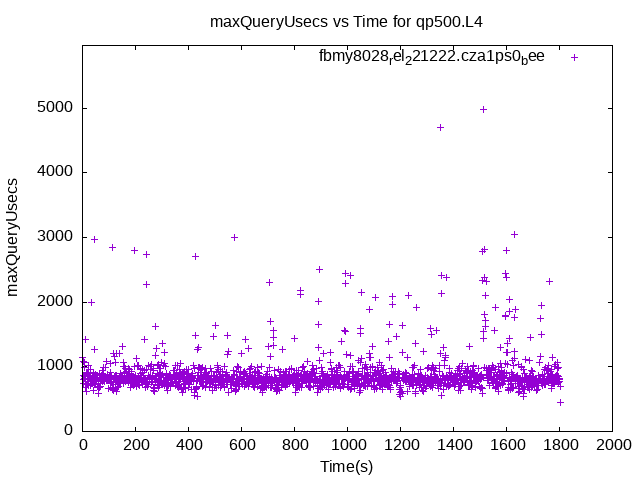 maxQueryUsecs vs Time for qp500.L4
fbmy8028rel221222.cza1ps0bee
5000
4000
3000
2000
1000
0
maxQueryUsecs
0 200 400 600 800 1000 1200 1400 1600 1800 2000
Time(s)